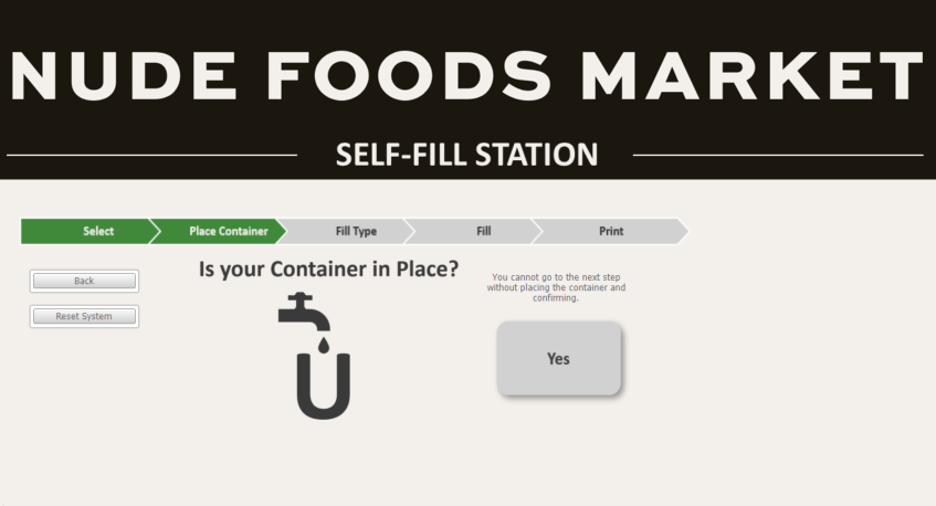 NUDE FOODS MARKET
SELF-FILL STATION
Select
Place Container
Fill Type
Fill
Print
Back
Reset System
Is your Container in Place?
You cannot go to the next step
without placing the container and
confirming.
Yes